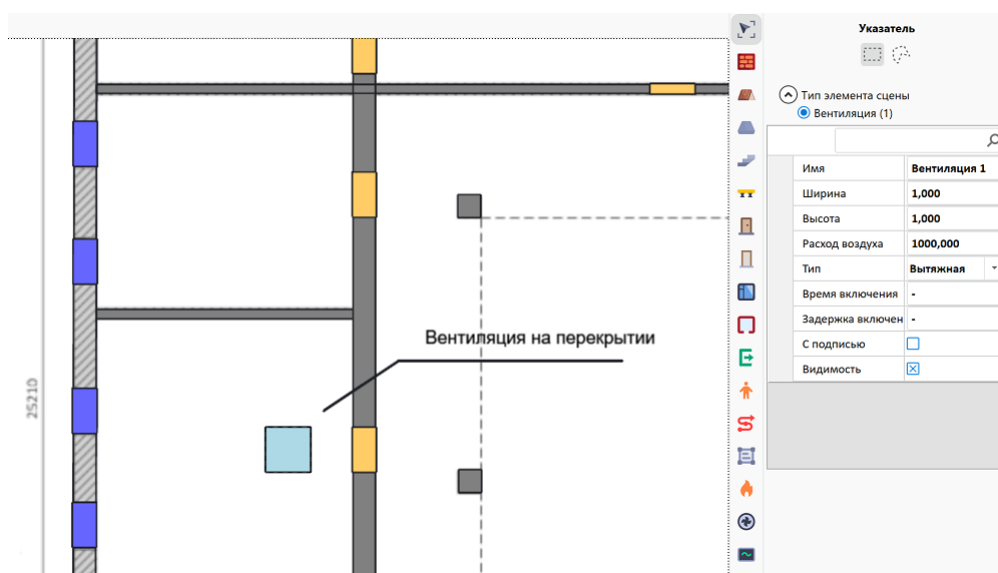 Указатель
Тип элемента сцены
Вентиляция (1)
Имя Вентиляция 1
Ширина 1,000
Высота 1,000
Расход воздуха 1000,000
Тип Вытяжная
Время включения -
Задержка включен -
С подписью
Видимость
Вентиляция на перекрытии
25210